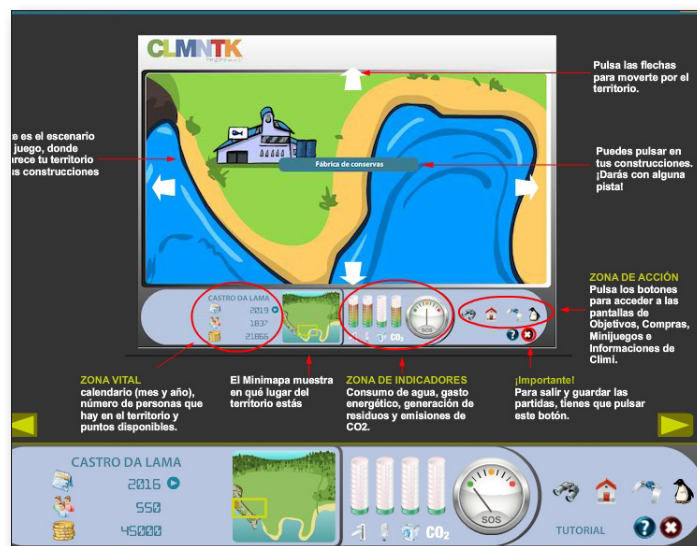 CLMNTK
Pulsa las flechas
para moverte por el
territorio.
te es el escenario
juego, donde
arece tu territorio
us construcciones
Fábrica de conservas
Puedes pulsar en
tus construcciones.
¡Darás con alguna
pista!
ZONA DE ACCIÓN
Pulsa los botones
para acceder a las
pantallas de
Objetivos, Compras,
Minijuegos e
Informaciones de
Climi.
CASTRO DA LAMA
2019
1837
21866
CO2
SOS
ZONA VITAL
calendario (mes y año),
número de personas que
hay en el territorio y
puntos disponibles.
El Minimapa muestra
en qué lugar del
territorio estás
ZONA DE INDICADORES
Consumo de agua, gasto
energético, generación de
residuos y emisiones de
CO2.
¡Importante!
Para salir y guardar las
partidas, tienes que pulsar
este botón.
CASTRO DA LAMA
2016
550
45000
CO2
SOS
TUTORIAL